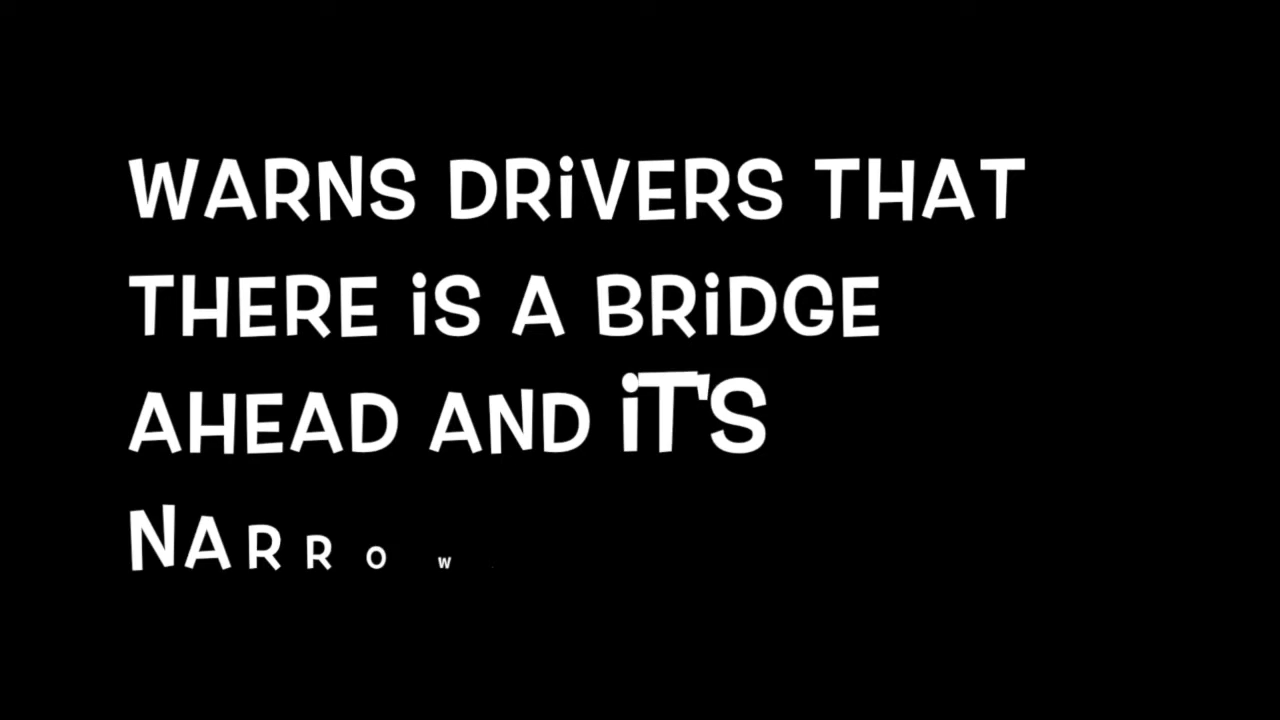 WARNS DRiVERS THAT
THERE iS A BRiDGE
AHEAD AND iT'S
NARROW.